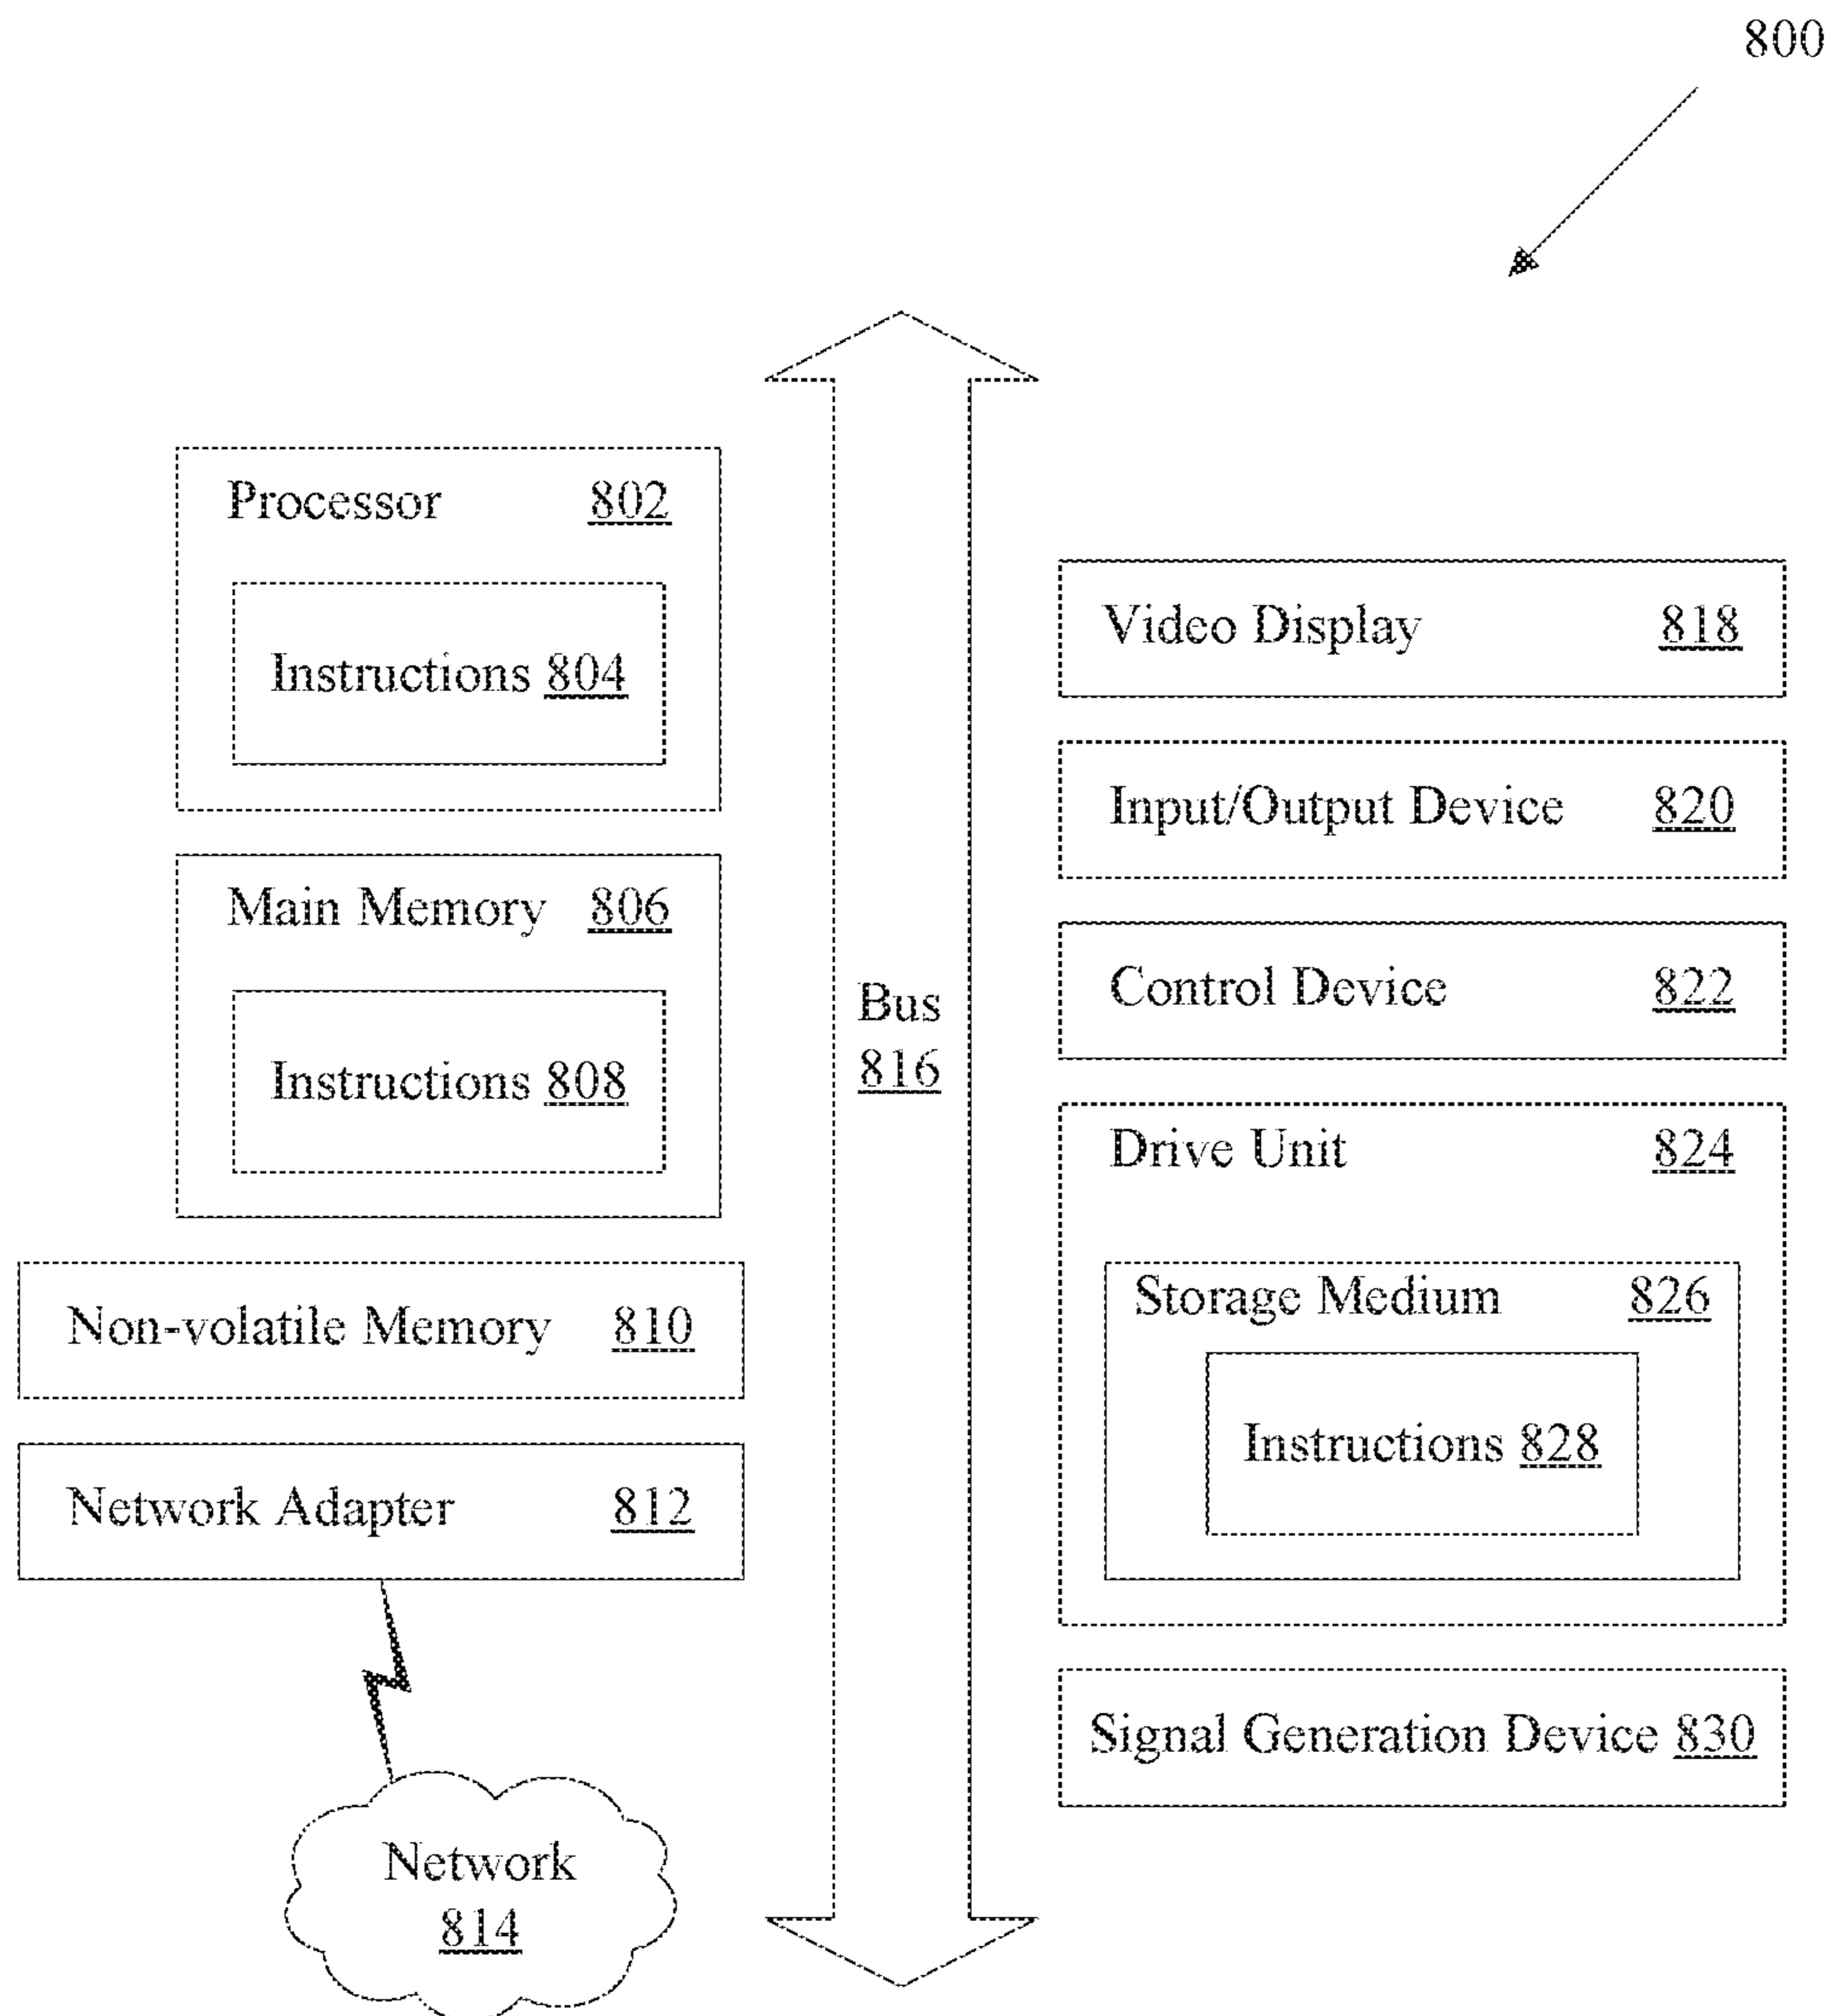 800
Processor 802
Instructions 804
Main Memory 806
Instructions 808
Non-volatile Memory 810
Network Adapter 812
Network
814
Bus
816
Video Display 818
Input/Output Device 820
Control Device 822
Drive Unit 824
Storage Medium 826
Instructions 828
Signal Generation Device 830